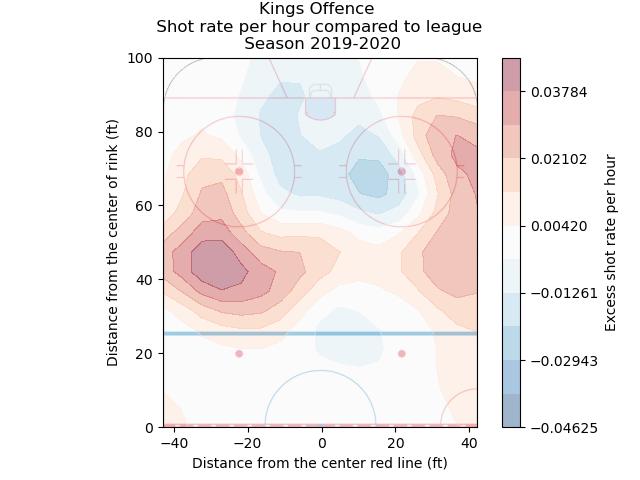 Kings Offence
Shot rate per hour compared to league
Season 2019-2020
100
80
60
40
20
0
−40
−20
0
20
40
Distance from the center of rink (ft)
Distance from the center red line (ft)
0.03784
0.02102
0.00420
−0.01261
−0.02943
−0.04625
Excess shot rate per hour